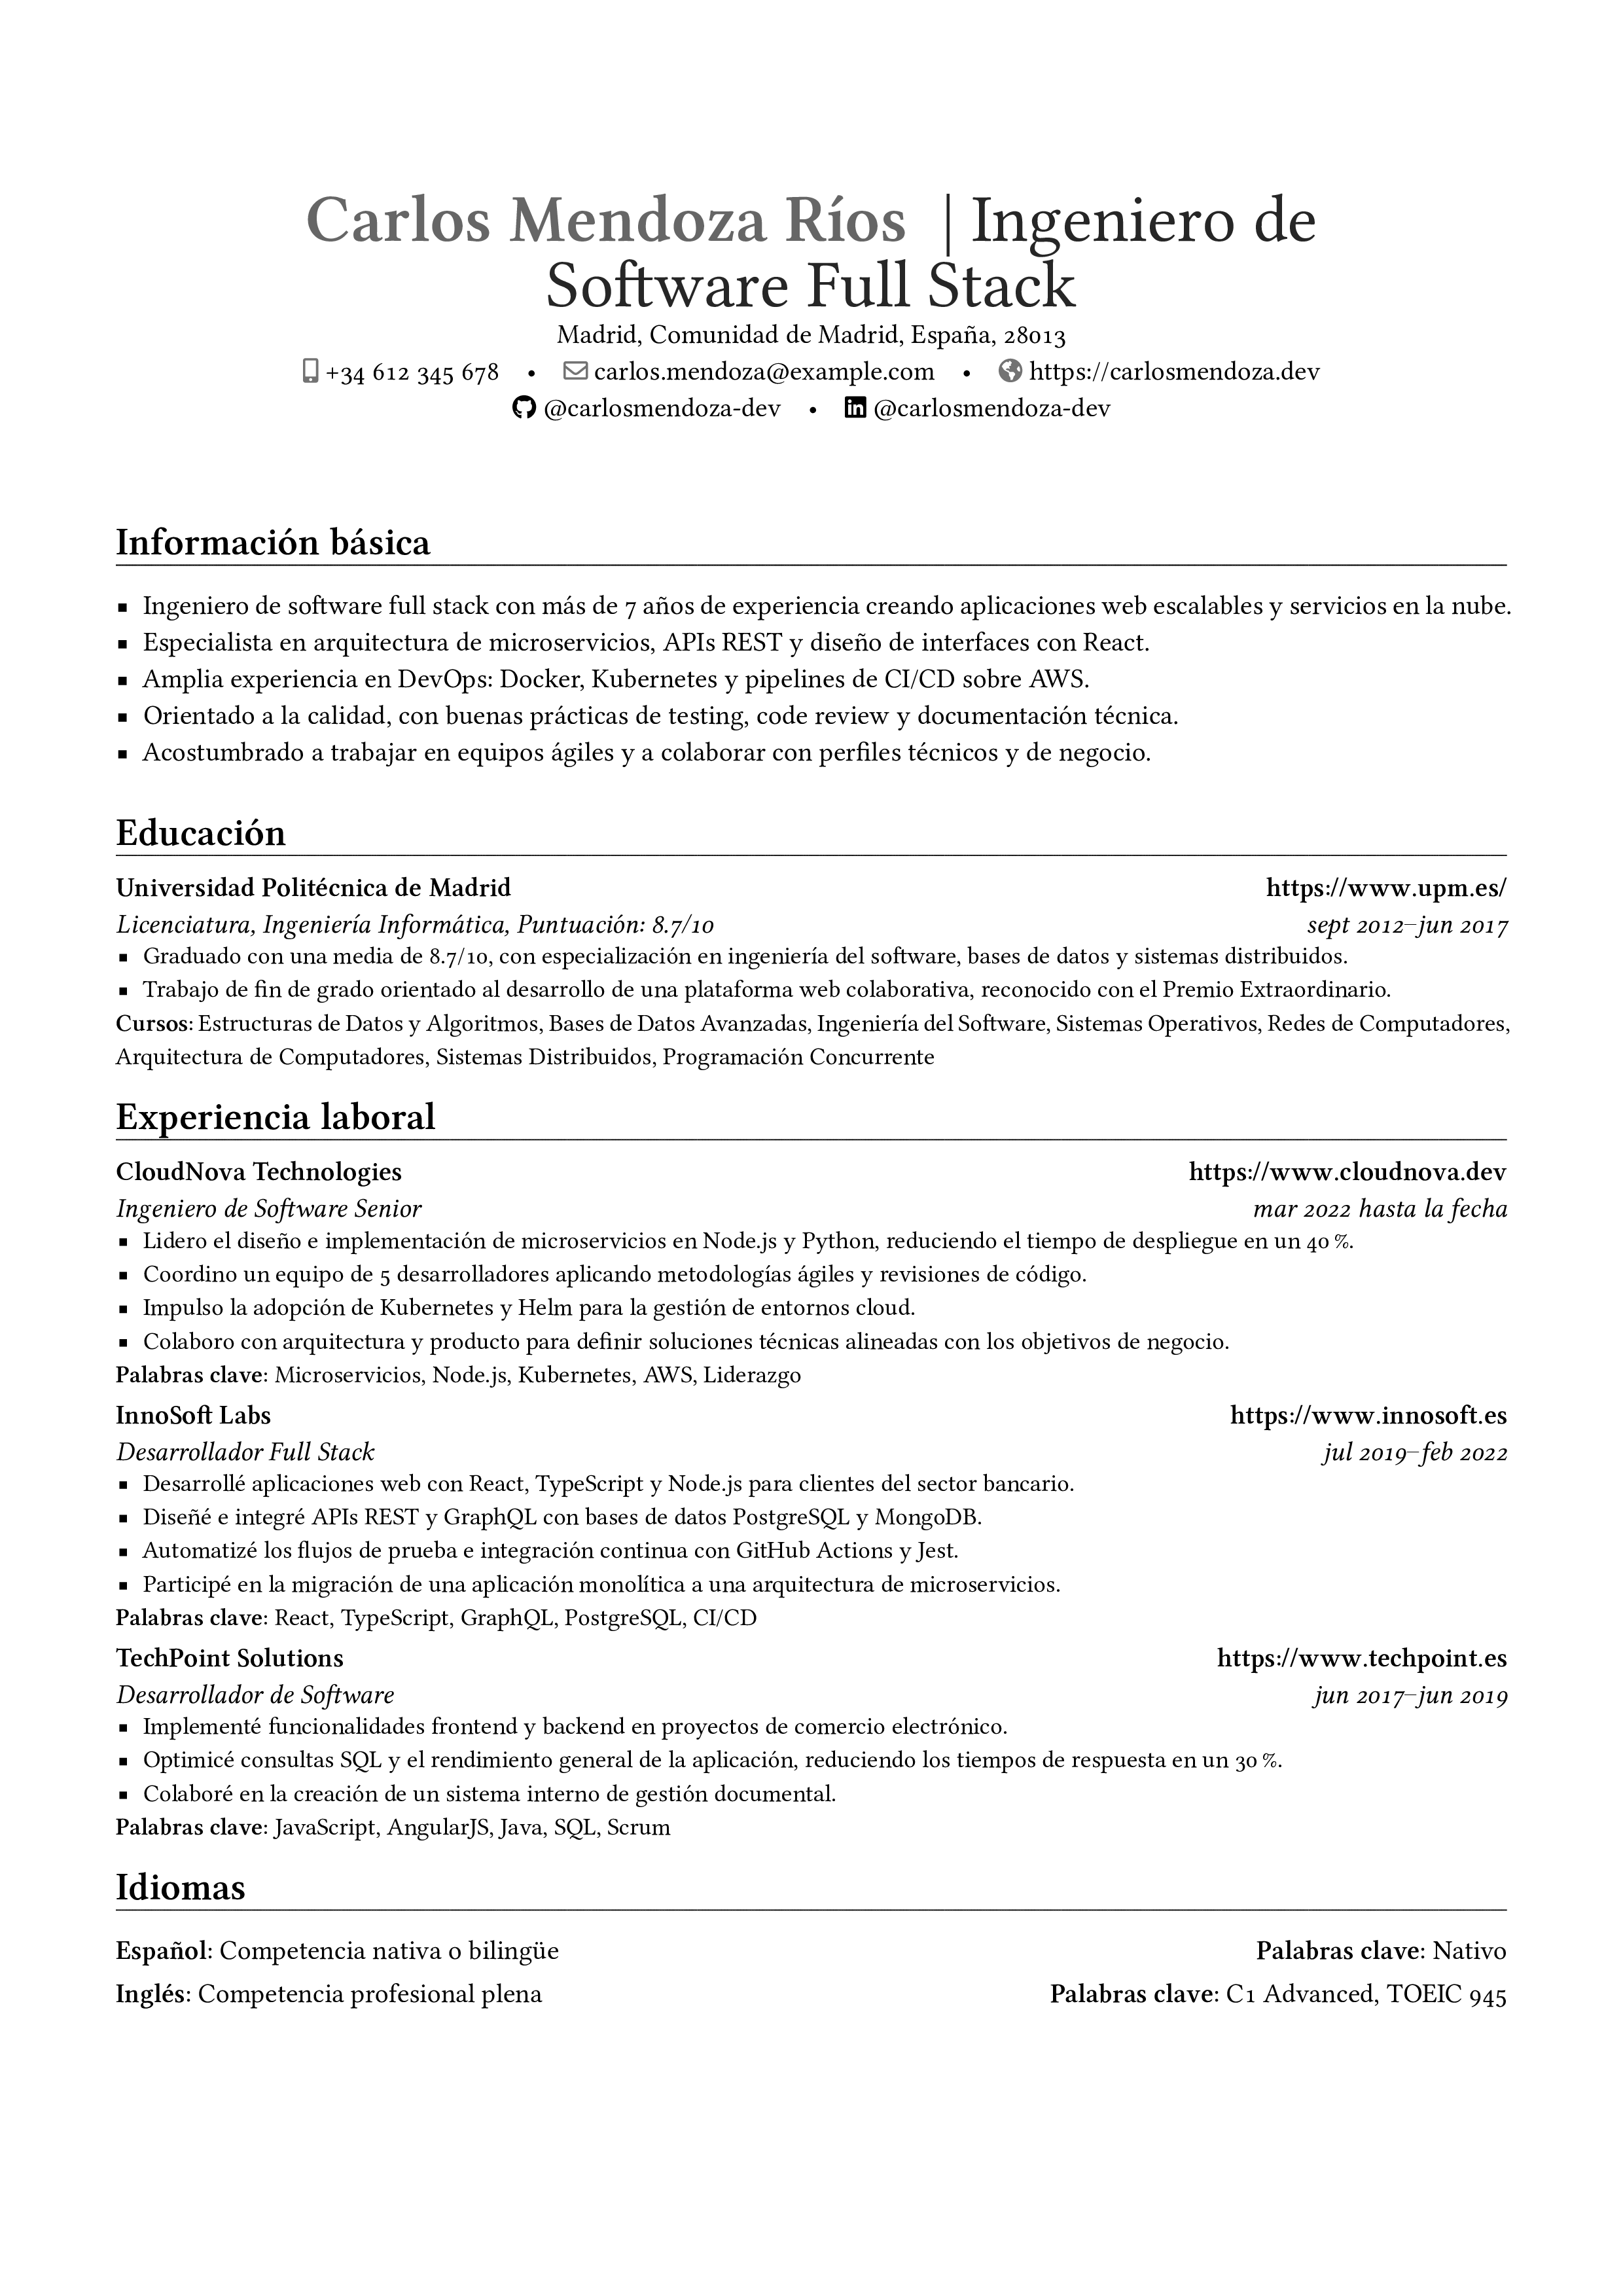 Carlos Mendoza Ríos | Ingeniero de
Software Full Stack
Madrid, Comunidad de Madrid, España, 28013
+34 612 345 678 • carlos.mendoza@example.com • https://carlosmendoza.dev
@carlosmendoza-dev • @carlosmendoza-dev
Información básica
▪ Ingeniero de software full stack con más de 7 años de experiencia creando aplicaciones web escalables y servicios en la nube.
▪ Especialista en arquitectura de microservicios, APIs REST y diseño de interfaces con React.
▪ Amplia experiencia en DevOps: Docker, Kubernetes y pipelines de CI/CD sobre AWS.
▪ Orientado a la calidad, con buenas prácticas de testing, code review y documentación técnica.
▪ Acostumbrado a trabajar en equipos ágiles y a colaborar con perfiles técnicos y de negocio.
Educación
Universidad Politécnica de Madrid https://www.upm.es/
Licenciatura, Ingeniería Informática, Puntuación: 8.7/10 sept 2012–jun 2017
▪ Graduado con una media de 8.7/10, con especialización en ingeniería del software, bases de datos y sistemas distribuidos.
▪ Trabajo de fin de grado orientado al desarrollo de una plataforma web colaborativa, reconocido con el Premio Extraordinario.
Cursos: Estructuras de Datos y Algoritmos, Bases de Datos Avanzadas, Ingeniería del Software, Sistemas Operativos, Redes de Computadores,
Arquitectura de Computadores, Sistemas Distribuidos, Programación Concurrente
Experiencia laboral
CloudNova Technologies https://www.cloudnova.dev
Ingeniero de Software Senior mar 2022 hasta la fecha
▪ Lidero el diseño e implementación de microservicios en Node.js y Python, reduciendo el tiempo de despliegue en un 40 %.
▪ Coordino un equipo de 5 desarrolladores aplicando metodologías ágiles y revisiones de código.
▪ Impulso la adopción de Kubernetes y Helm para la gestión de entornos cloud.
▪ Colaboro con arquitectura y producto para definir soluciones técnicas alineadas con los objetivos de negocio.
Palabras clave: Microservicios, Node.js, Kubernetes, AWS, Liderazgo
InnoSoft Labs https://www.innosoft.es
Desarrollador Full Stack jul 2019–feb 2022
▪ Desarrollé aplicaciones web con React, TypeScript y Node.js para clientes del sector bancario.
▪ Diseñé e integré APIs REST y GraphQL con bases de datos PostgreSQL y MongoDB.
▪ Automatizé los flujos de prueba e integración continua con GitHub Actions y Jest.
▪ Participé en la migración de una aplicación monolítica a una arquitectura de microservicios.
Palabras clave: React, TypeScript, GraphQL, PostgreSQL, CI/CD
TechPoint Solutions https://www.techpoint.es
Desarrollador de Software jun 2017–jun 2019
▪ Implementé funcionalidades frontend y backend en proyectos de comercio electrónico.
▪ Optimicé consultas SQL y el rendimiento general de la aplicación, reduciendo los tiempos de respuesta en un 30 %.
▪ Colaboré en la creación de un sistema interno de gestión documental.
Palabras clave: JavaScript, AngularJS, Java, SQL, Scrum
Idiomas
Español: Competencia nativa o bilingüe Palabras clave: Nativo
Inglés: Competencia profesional plena Palabras clave: C1 Advanced, TOEIC 945